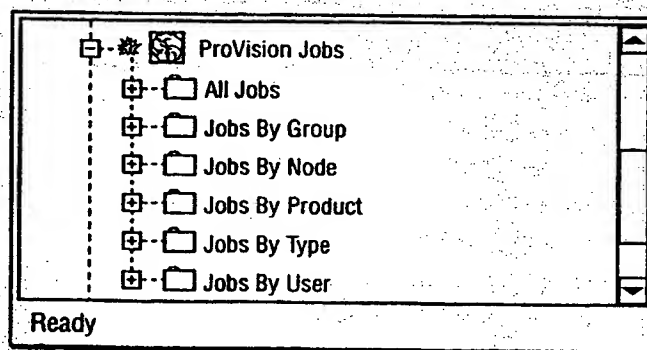 ProVision Jobs
All Jobs
Jobs By Group
Jobs By Node
Jobs By Product
Jobs By Type
Jobs By User
Ready